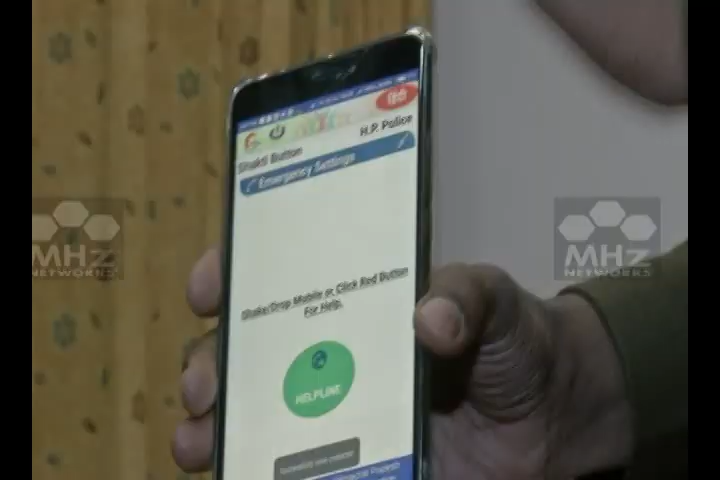 हिंदी
H.P. Police
Shakti Button
Emergency Settings
Shake/Drop Mobile or Click Red Button
For Help.
HELPLINE
Pradesh
MHz
NETWORKS
MHz
NETWORKS